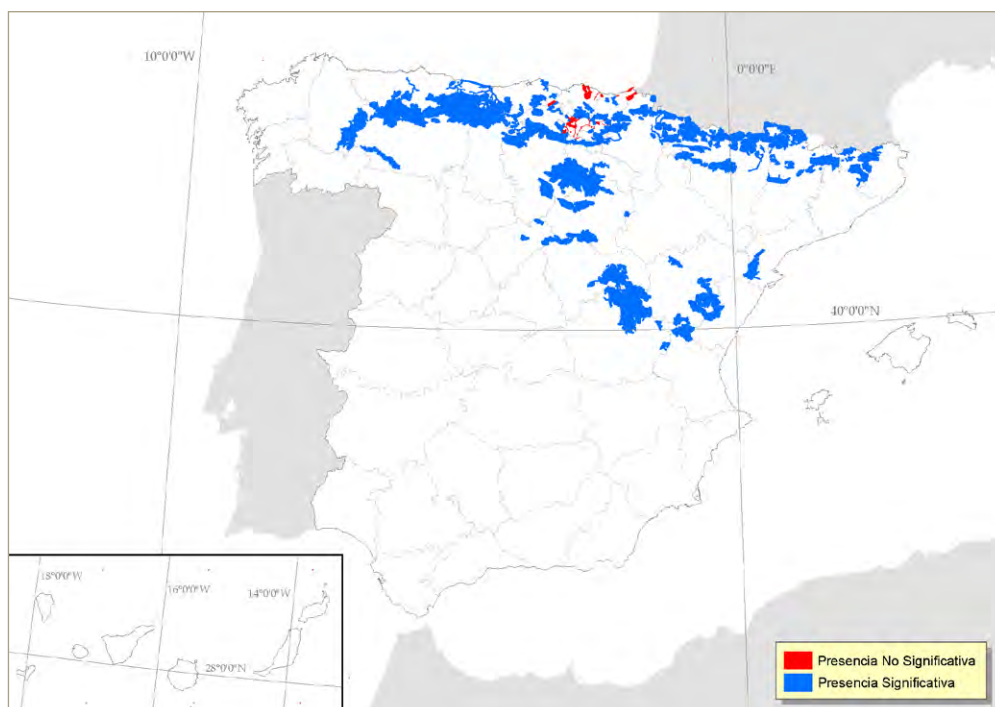 10°0'0"W
0°0'0"E
40°0'0"N
18°0'0"W
16°0'0"W
14°0'0"W
28°0'0"N
Presencia No Significativa
Presencia Significativa